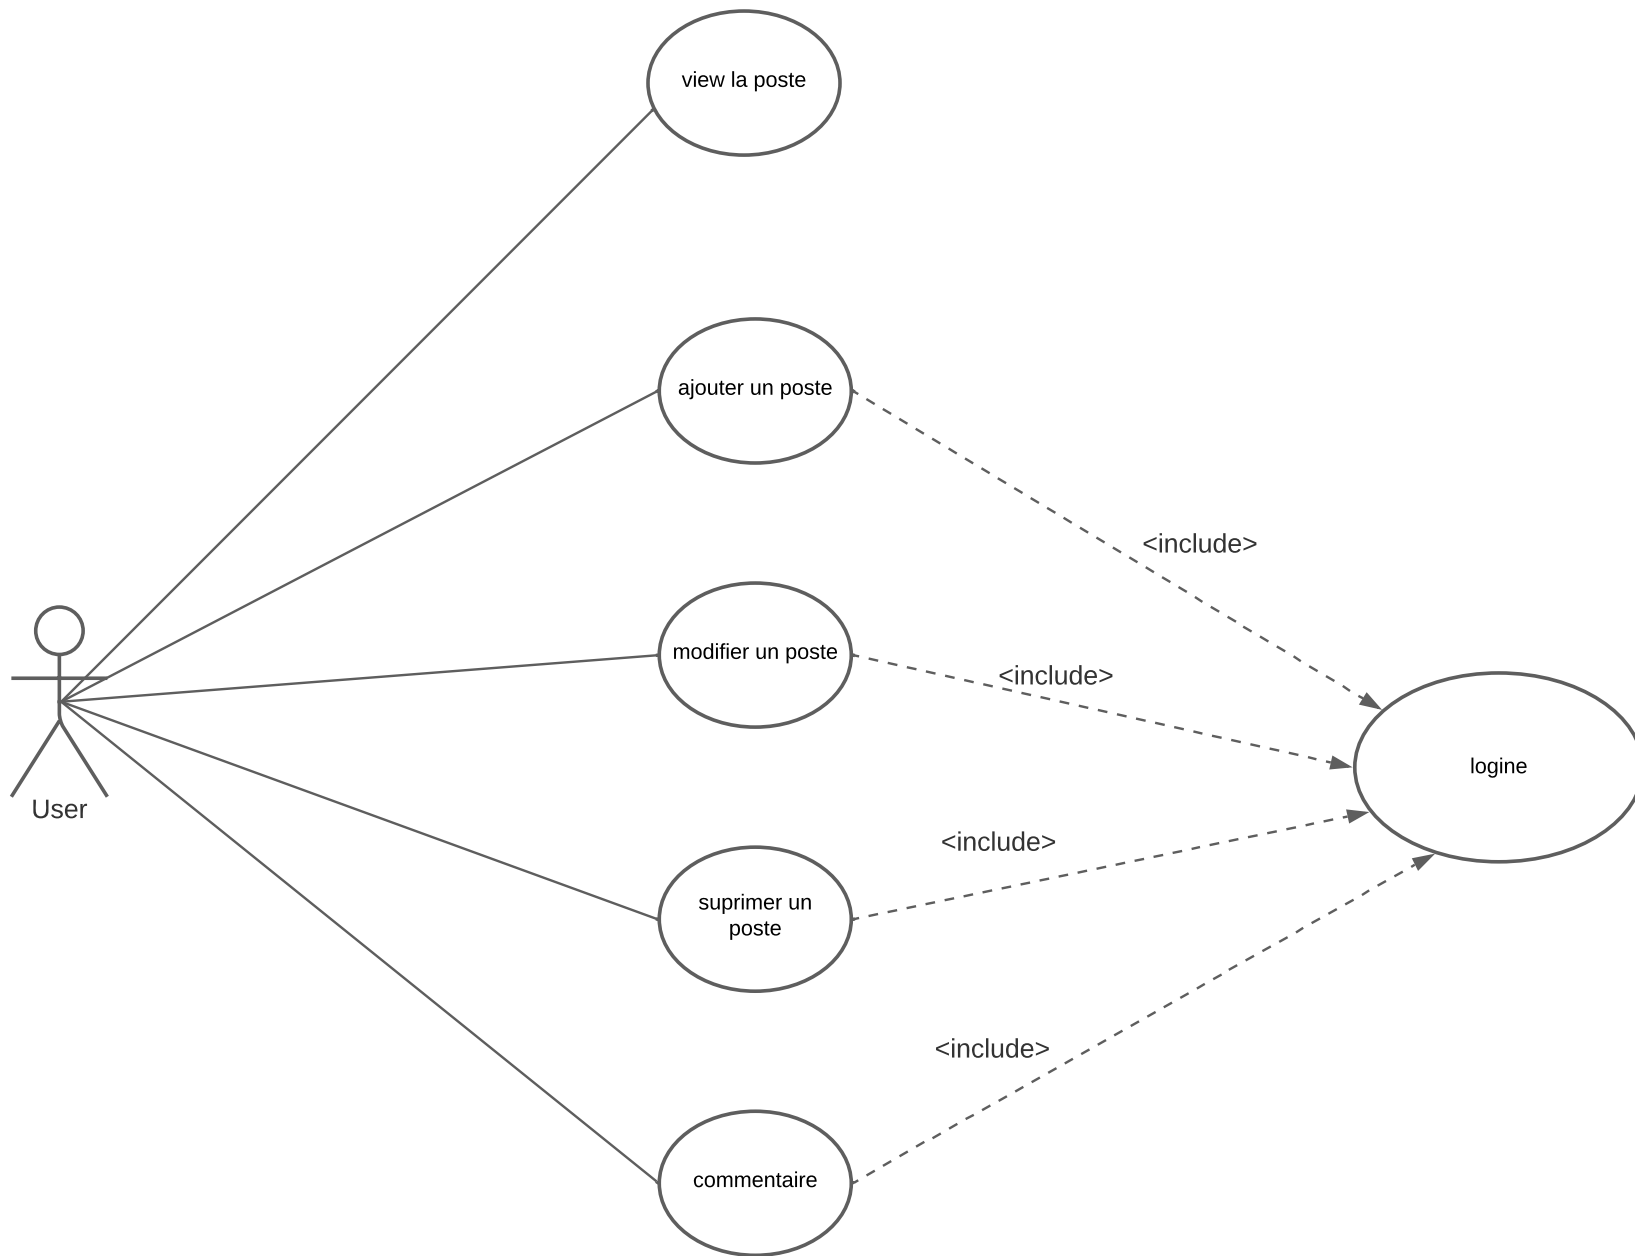 view la poste
ajouter un poste
<include>
modifier un poste
<include>
logine
User
<include>
suprimer un
poste
<include>
commentaire